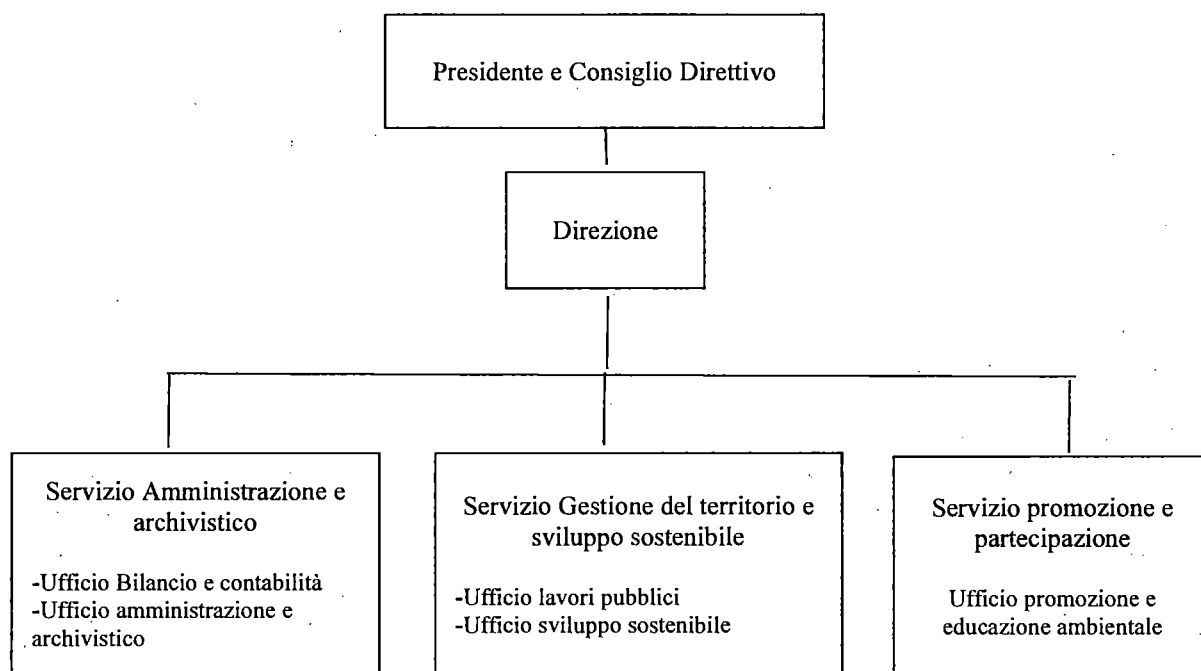 Presidente e Consiglio Direttivo
Direzione
Servizio Amministrazione e
archivistico
-Ufficio Bilancio e contabilità
-Ufficio amministrazione e
archivistico
Servizio Gestione del territorio e
sviluppo sostenibile
-Ufficio lavori pubblici
-Ufficio sviluppo sostenibile
Servizio promozione e
partecipazione
Ufficio promozione e
educazione ambientale